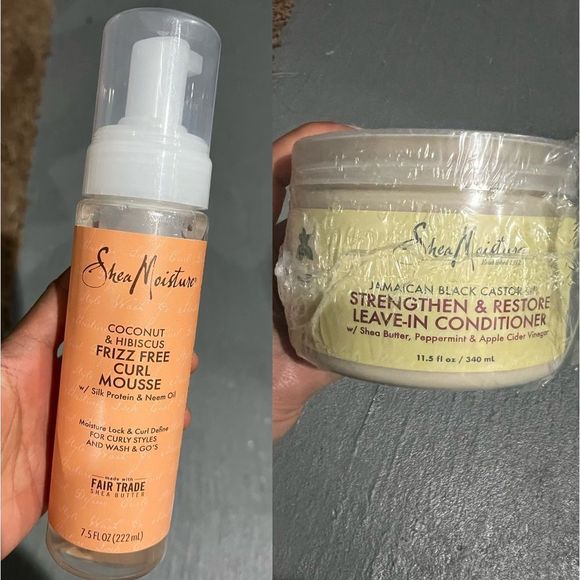 SheaMoisture
COCONUT
& HIBISCUS
FRIZZ FREE
CURL
MOUSSE
w/ Silk Protein & Neem Oil
Moisture Lock & Curl Define
FOR CURLY STYLES
AND WASH & GO'S
made with
FAIR TRADE
SHEA BUTTER
7.5 FL OZ (222 mL)
SheaMoisture
JAMAICAN BLACK CASTOR OIL
STRENGTHEN & RESTORE
LEAVE-IN CONDITIONER
w/ Shea Butter, Peppermint & Apple Cider Vinegar
11.5 fl oz / 340 mL